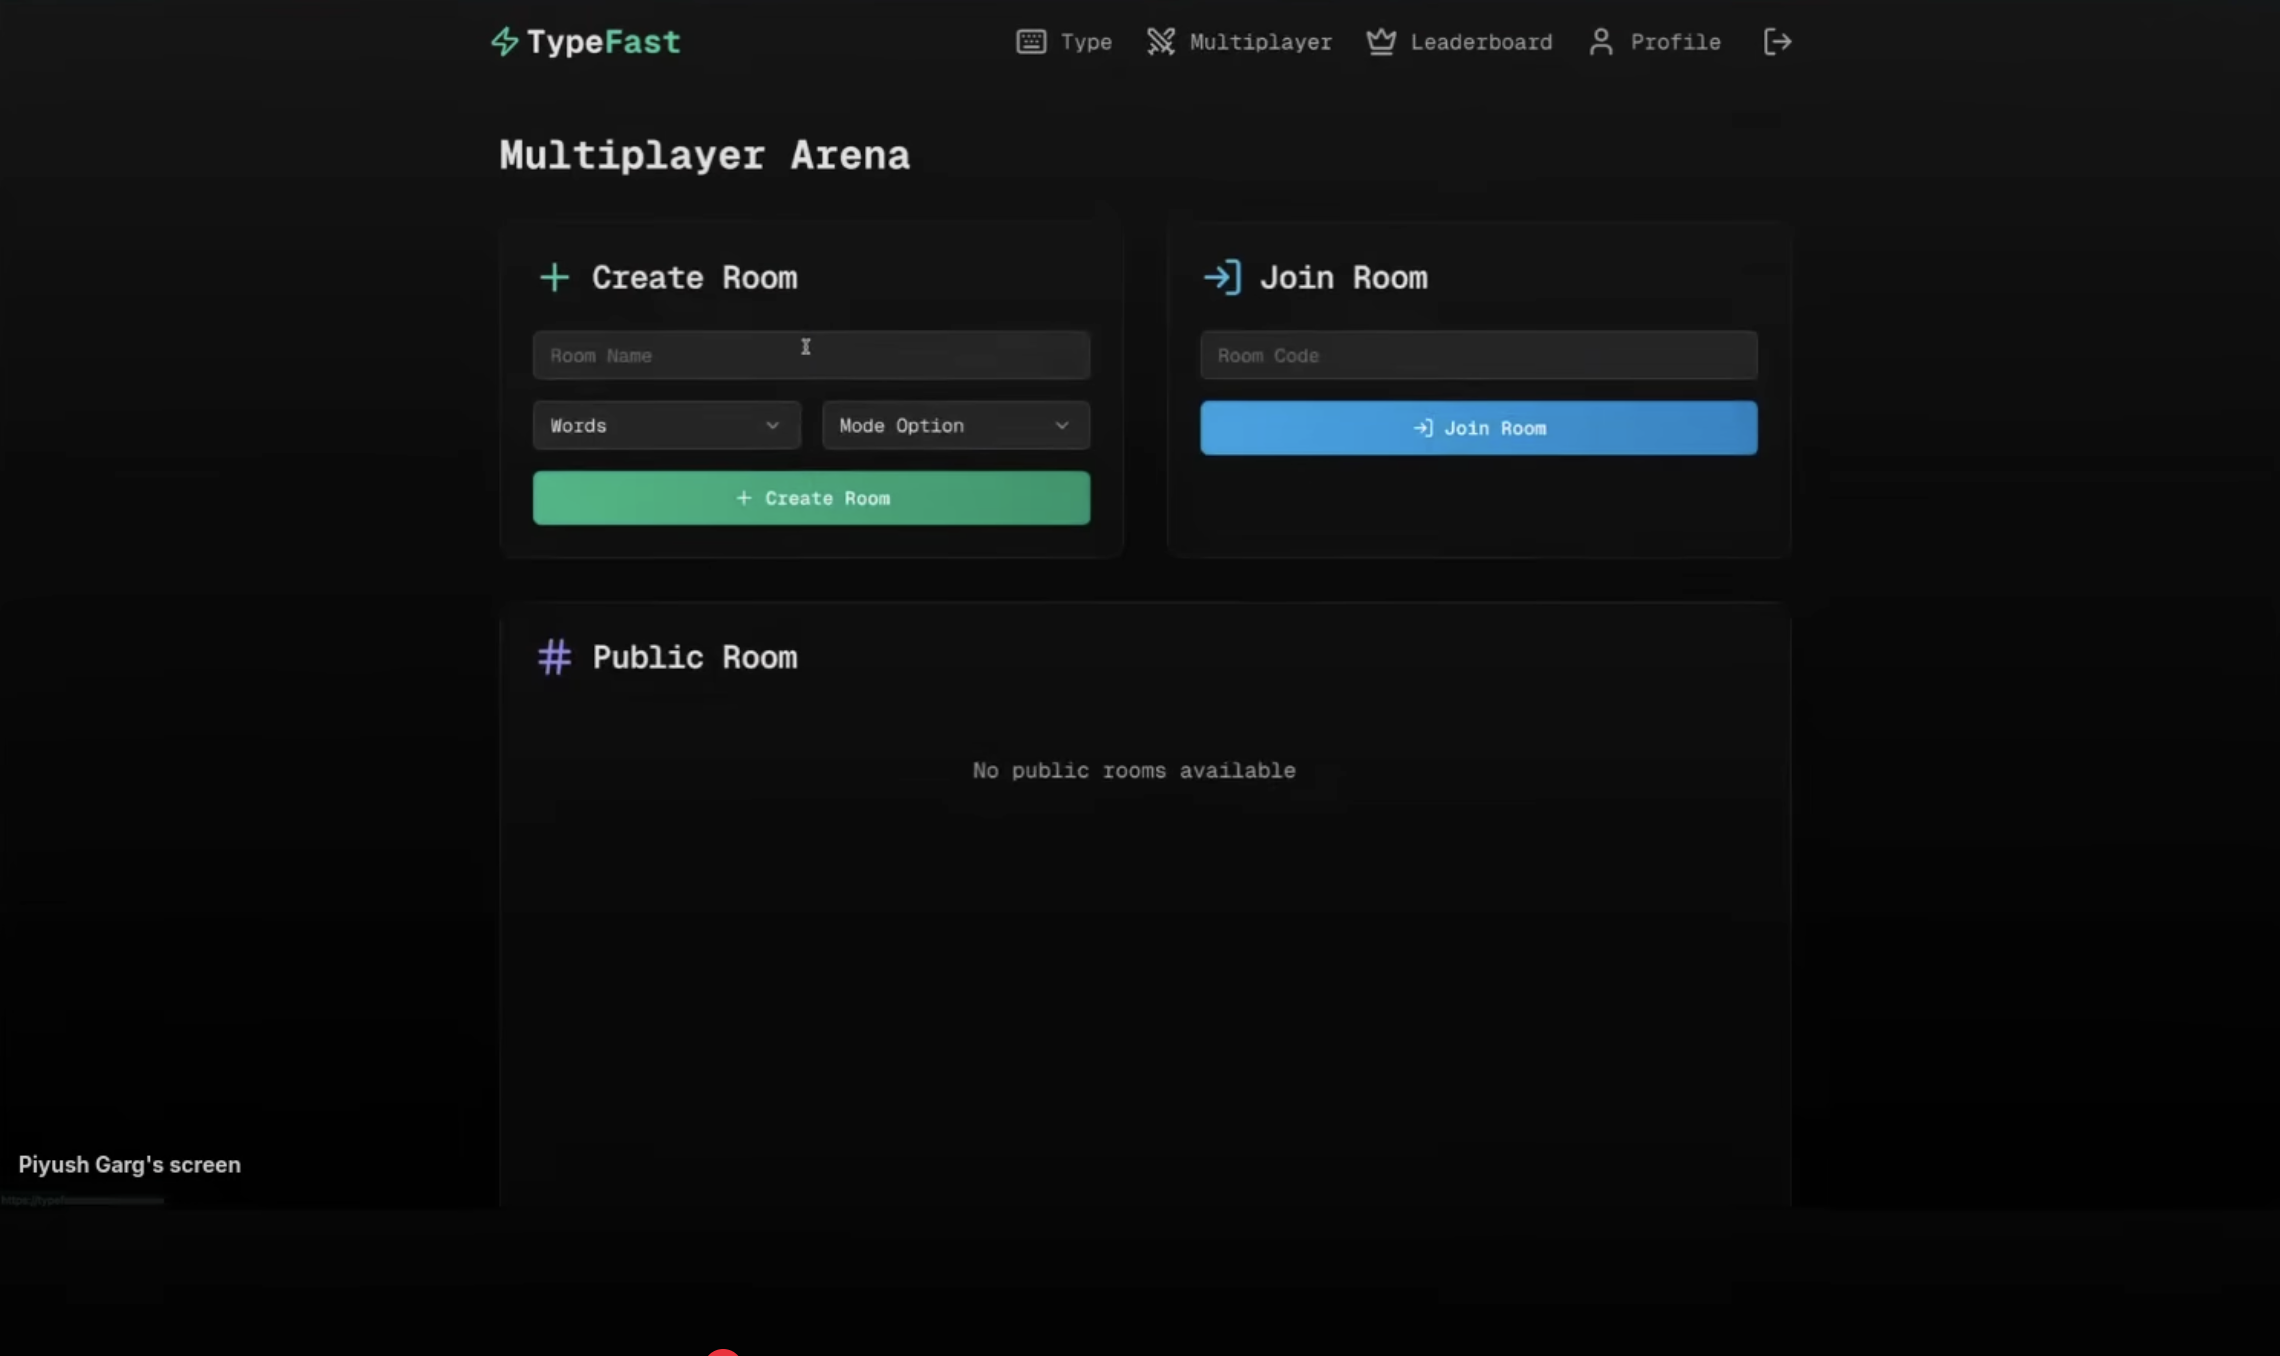 TypeFast
Type Multiplayer Leaderboard Profile
Multiplayer Arena
Create Room
Room Name
Words Mode Option
Create Room
Join Room
Room Code
Join Room
# Public Room
No public rooms available
Piyush Garg's screen